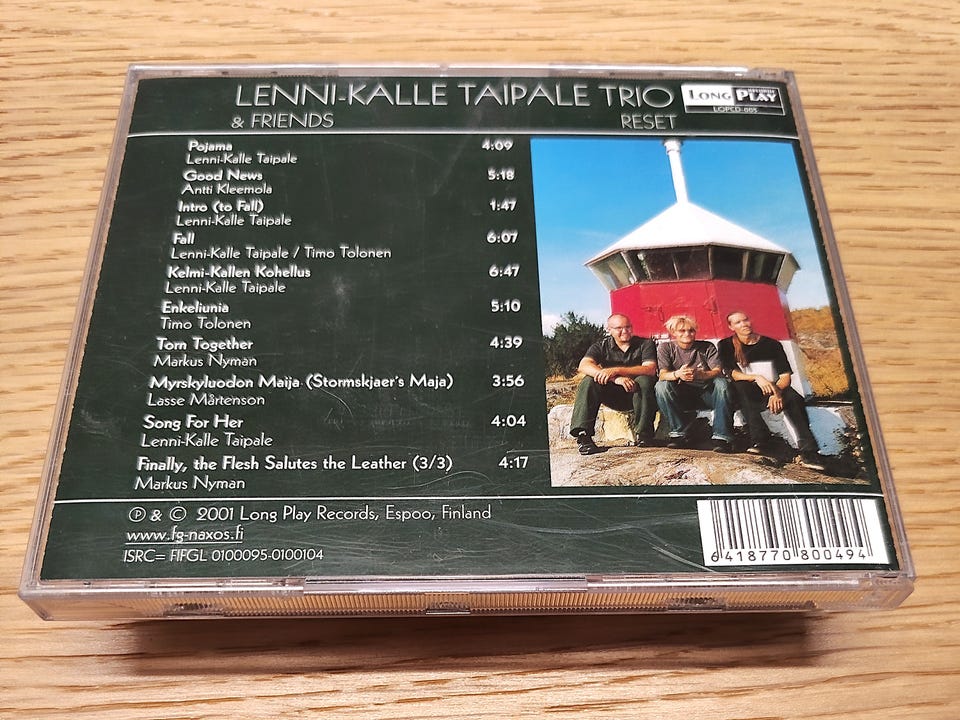 LENNI-KALLE TAIPALE TRIO
& FRIENDS RESET
LONG PLAY
LOPCD-005
Pojama 4:09
Lenni-Kalle Taipale
Good News 5:18
Antti Kleemola
Intro (to Fall) 1:47
Lenni-Kalle Taipale
Fall 6:07
Lenni-Kalle Taipale / Timo Tolonen
Kelmi-Kallen Kohellus 6:47
Lenni-Kalle Taipale
Enkeliunia 5:10
Timo Tolonen
Torn Together 4:39
Markus Nyman
Myrskyluodon Maija (Stormskjaer's Maja) 3:56
Lasse Mårtenson
Song For Her 4:04
Lenni-Kalle Taipale
Finally, the Flesh Salutes the Leather (3/3) 4:17
Markus Nyman
Ⓟ & © 2001 Long Play Records, Espoo, Finland
www.fg-naxos.fi
ISRC= FIFGL 0100095-0100104
6 418770 800494